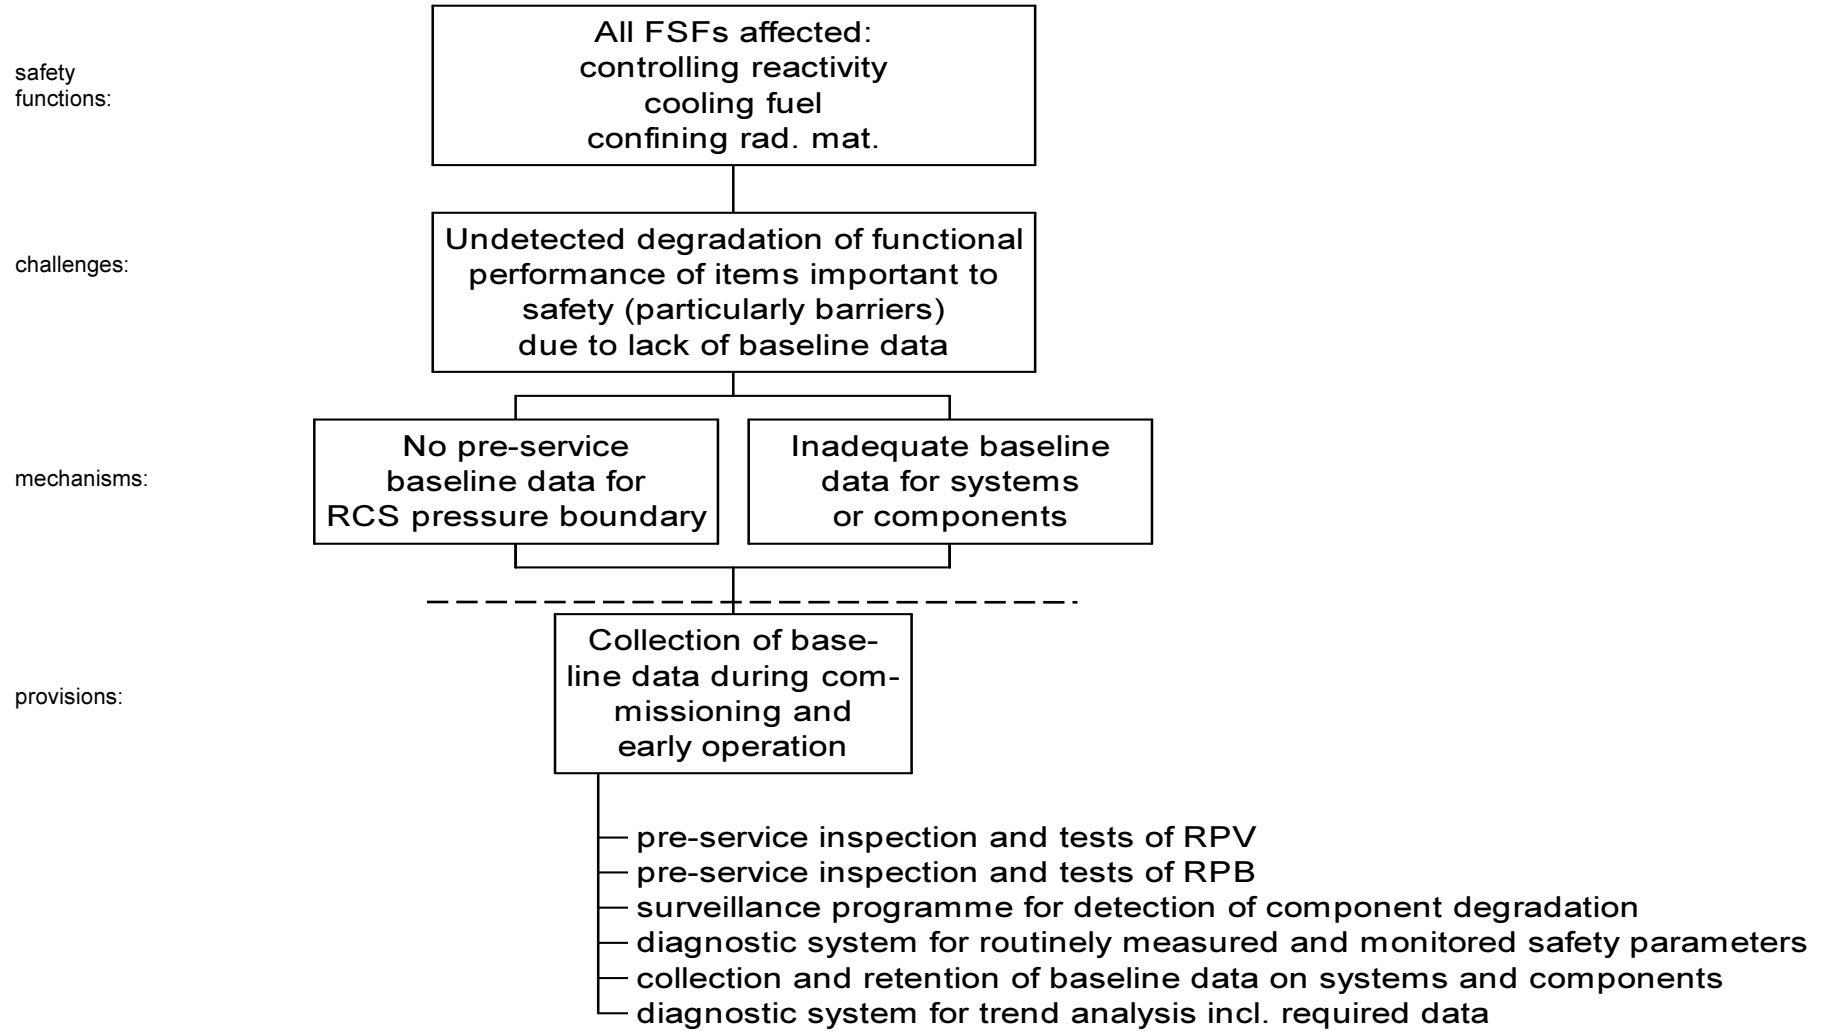 safety
functions:
All FSFs affected:
controlling reactivity
cooling fuel
confining rad. mat.
challenges:
Undetected degradation of functional
performance of items important to
safety (particularly barriers)
due to lack of baseline data
mechanisms:
No pre-service
baseline data for
RCS pressure boundary
Inadequate baseline
data for systems
or components
provisions:
Collection of base-
line data during com-
missioning and
early operation
pre-service inspection and tests of RPV
pre-service inspection and tests of RPB
surveillance programme for detection of component degradation
diagnostic system for routinely measured and monitored safety parameters
collection and retention of baseline data on systems and components
diagnostic system for trend analysis incl. required data